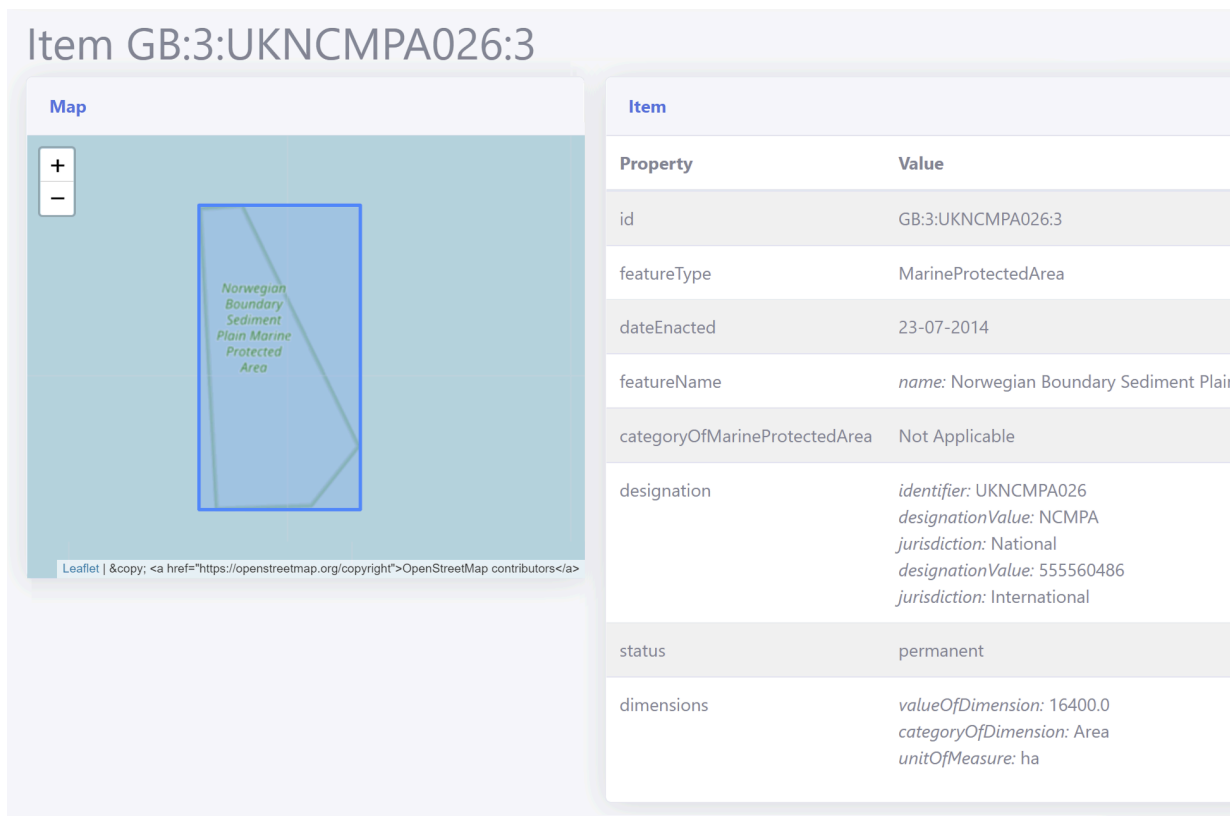 Item GB:3:UKNCMPA026:3
Map
+
−
Norwegian
Boundary
Sediment
Plain Marine
Protected
Area
Leaflet | &copy; <a href="https://openstreetmap.org/copyright">OpenStreetMap contributors</a>
Item
Property Value
id GB:3:UKNCMPA026:3
featureType MarineProtectedArea
dateEnacted 23-07-2014
featureName name: Norwegian Boundary Sediment Plain
categoryOfMarineProtectedArea Not Applicable
designation identifier: UKNCMPA026
designationValue: NCMPA
jurisdiction: National
designationValue: 555560486
jurisdiction: International
status permanent
dimensions valueOfDimension: 16400.0
categoryOfDimension: Area
unitOfMeasure: ha